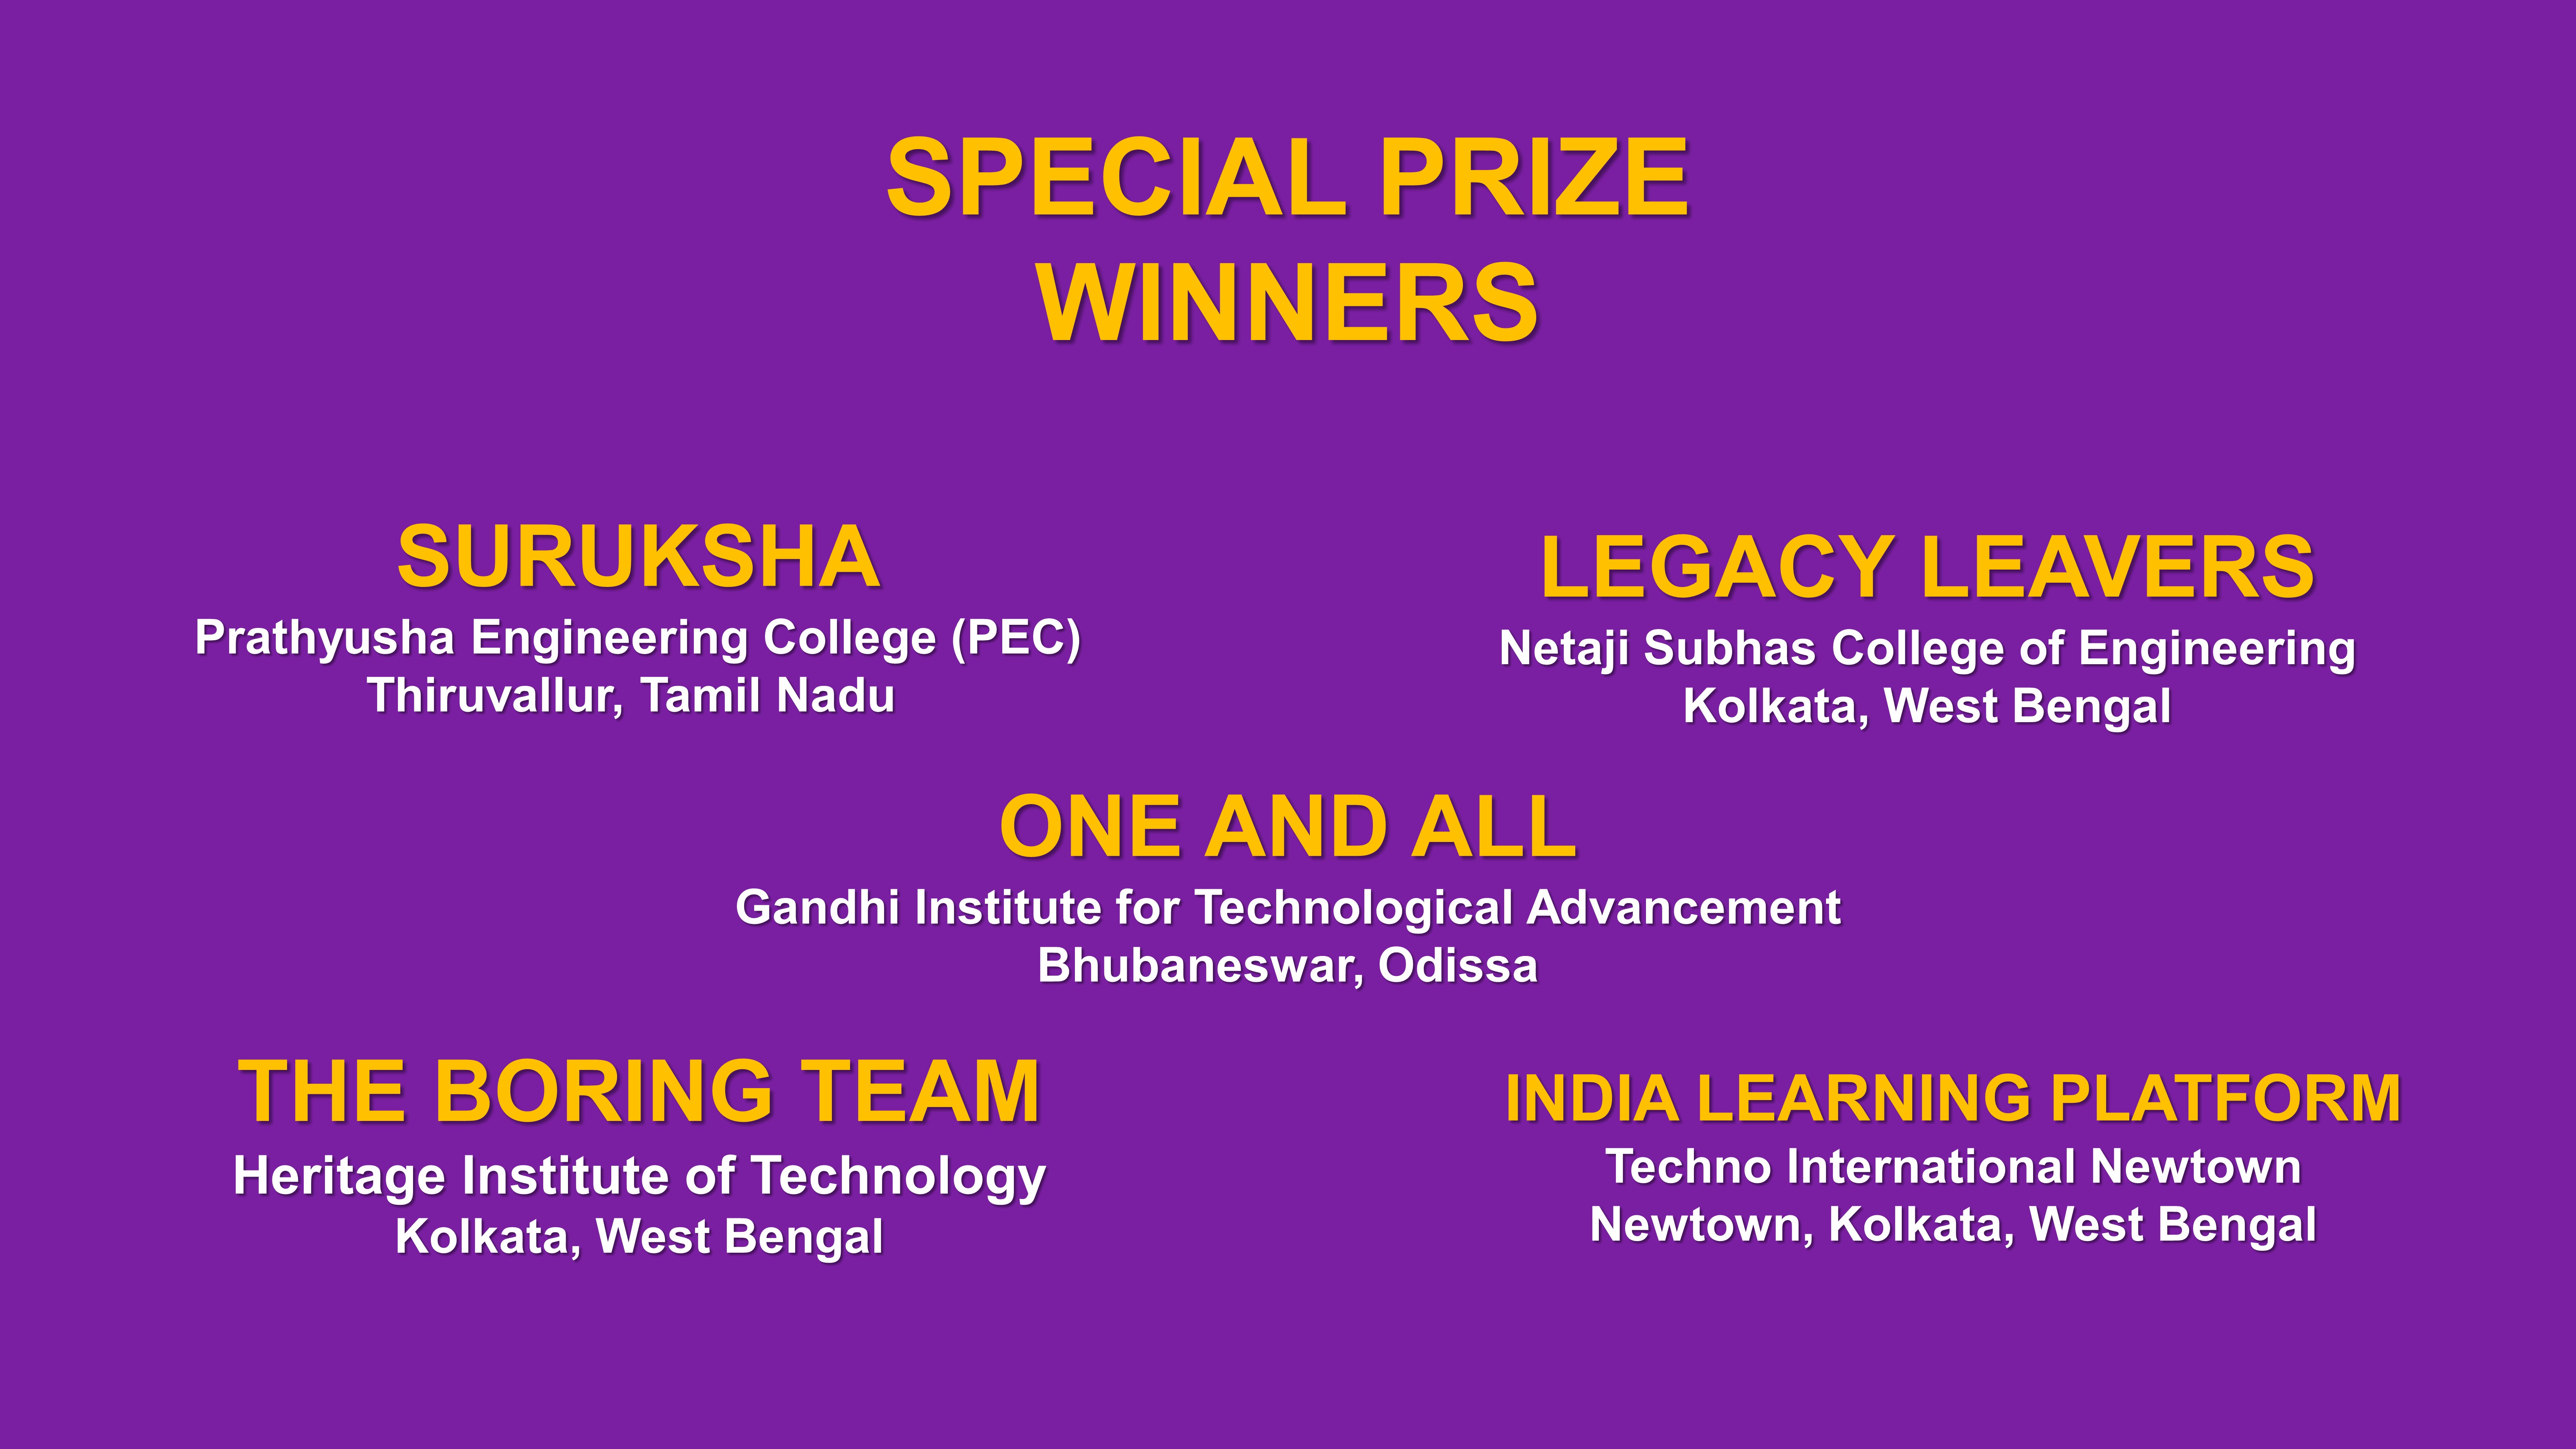 SPECIAL PRIZE
WINNERS
SURUKSHA
Prathyusha Engineering College (PEC)
Thiruvallur, Tamil Nadu
LEGACY LEAVERS
Netaji Subhas College of Engineering
Kolkata, West Bengal
ONE AND ALL
Gandhi Institute for Technological Advancement
Bhubaneswar, Odissa
THE BORING TEAM
Heritage Institute of Technology
Kolkata, West Bengal
INDIA LEARNING PLATFORM
Techno International Newtown
Newtown, Kolkata, West Bengal